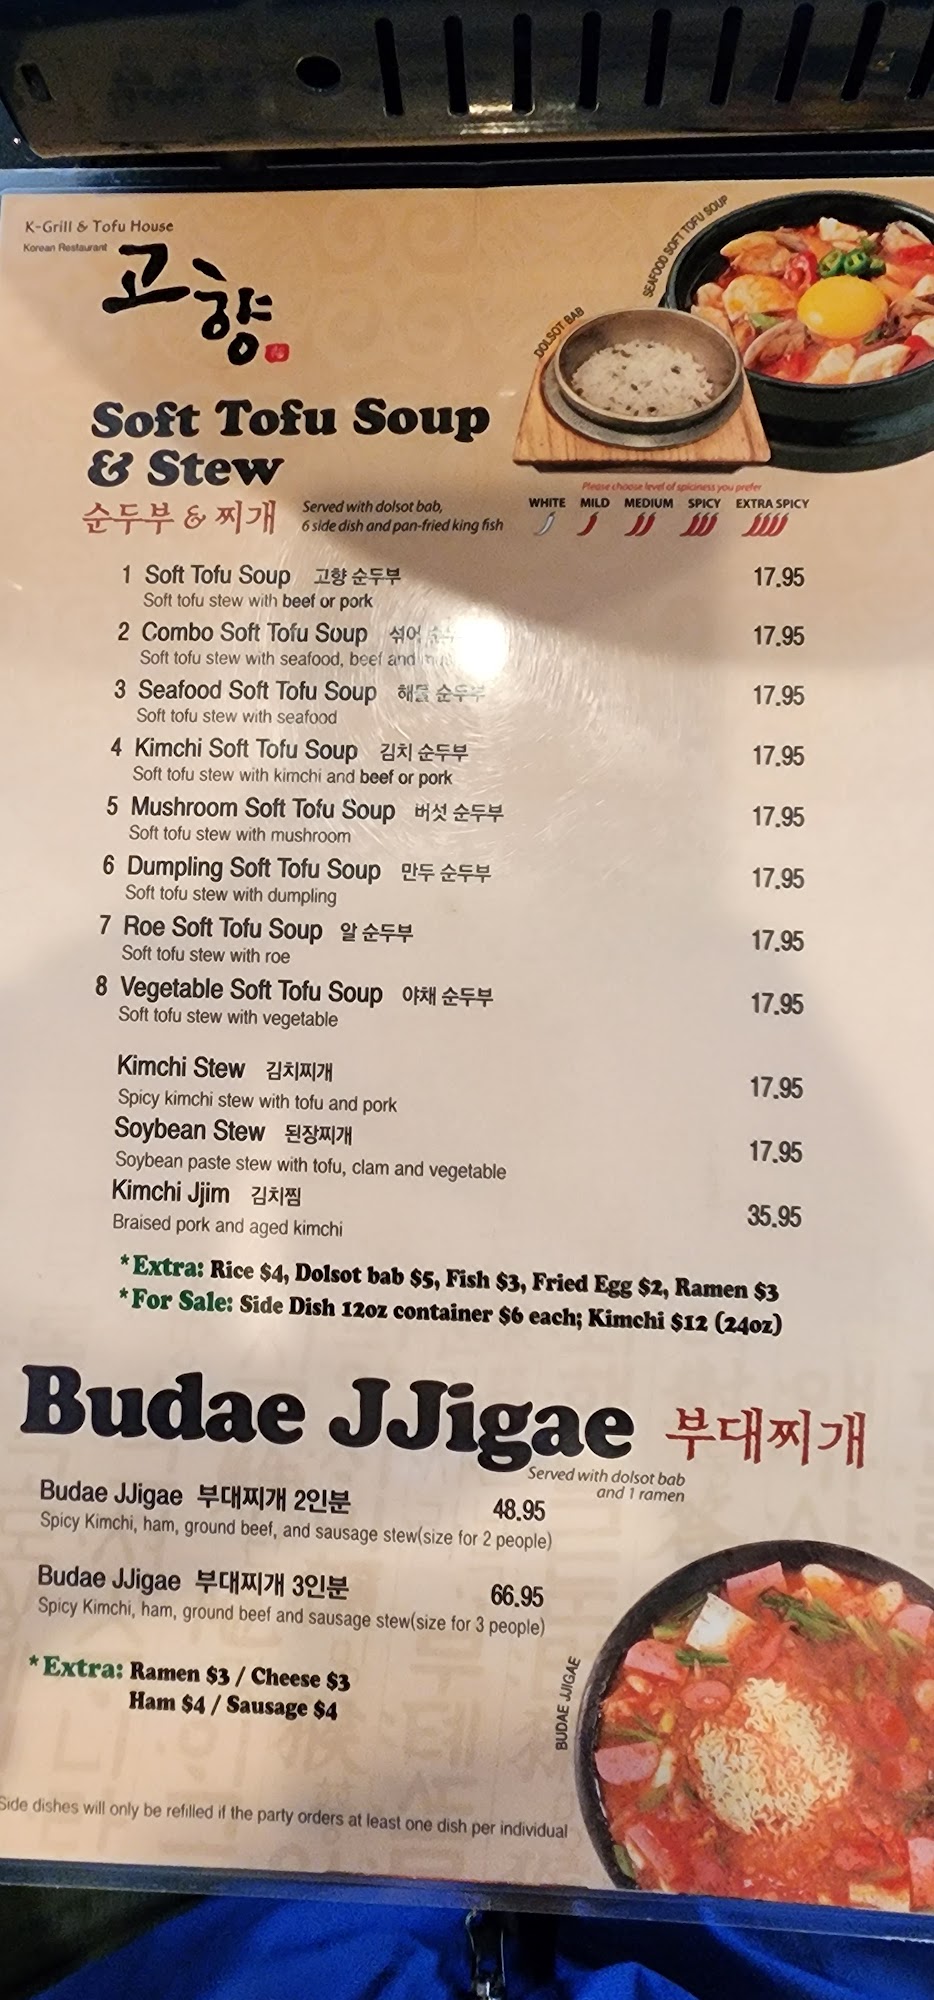 K-Grill & Tofu House
Korean Restaurant
고향
SEAFOOD SOFT TOFU SOUP
DOLSOT BAB
Soft Tofu Soup
& Stew
순두부 & 찌개
Served with dolsot bab,
6 side dish and pan-fried king fish
Please choose level of spiciness you prefer
WHITE MILD MEDIUM SPICY EXTRA SPICY
1 Soft Tofu Soup 고향 순두부 17.95
Soft tofu stew with beef or pork
2 Combo Soft Tofu Soup 섞어 17.95
Soft tofu stew with seafood, beef and
3 Seafood Soft Tofu Soup 해물 순두부 17.95
Soft tofu stew with seafood
4 Kimchi Soft Tofu Soup 김치 순두부 17.95
Soft tofu stew with kimchi and beef or pork
5 Mushroom Soft Tofu Soup 버섯 순두부 17.95
Soft tofu stew with mushroom
6 Dumpling Soft Tofu Soup 만두 순두부 17.95
Soft tofu stew with dumpling
7 Roe Soft Tofu Soup 알 순두부 17.95
Soft tofu stew with roe
8 Vegetable Soft Tofu Soup 야채 순두부 17.95
Soft tofu stew with vegetable
Kimchi Stew 김치찌개 17.95
Spicy kimchi stew with tofu and pork
Soybean Stew 된장찌개 17.95
Soybean paste stew with tofu, clam and vegetable
Kimchi Jjim 김치찜 35.95
Braised pork and aged kimchi
*Extra: Rice $4, Dolsot bab $5, Fish $3, Fried Egg $2, Ramen $3
*For Sale: Side Dish 12oz container $6 each; Kimchi $12 (24oz)
Budae JJigae 부대찌개
Served with dolsot bab
and 1 ramen
Budae JJigae 부대찌개 2인분 48.95
Spicy Kimchi, ham, ground beef, and sausage stew(size for 2 people)
Budae JJigae 부대찌개 3인분 66.95
Spicy Kimchi, ham, ground beef and sausage stew(size for 3 people)
*Extra: Ramen $3 / Cheese $3
Ham $4 / Sausage $4
BUDAE JJIGAE
Side dishes will only be refilled if the party orders at least one dish per individual